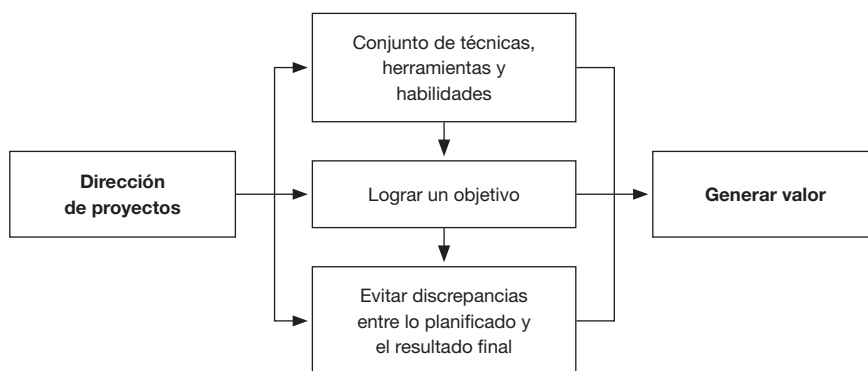 Conjunto de técnicas,
herramientas y
habilidades
Dirección
de proyectos
Lograr un objetivo
Generar valor
Evitar discrepancias
entre lo planificado y
el resultado final